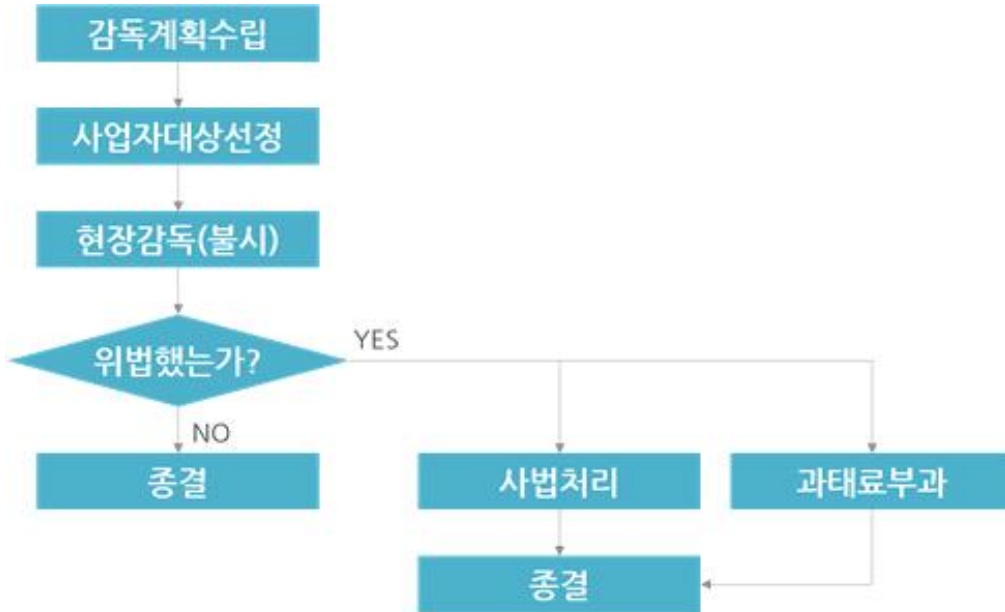 감독계획수립
사업자대상선정
현장감독(불시)
위법했는가?
YES
NO
종결
사법처리
과태료부과
종결